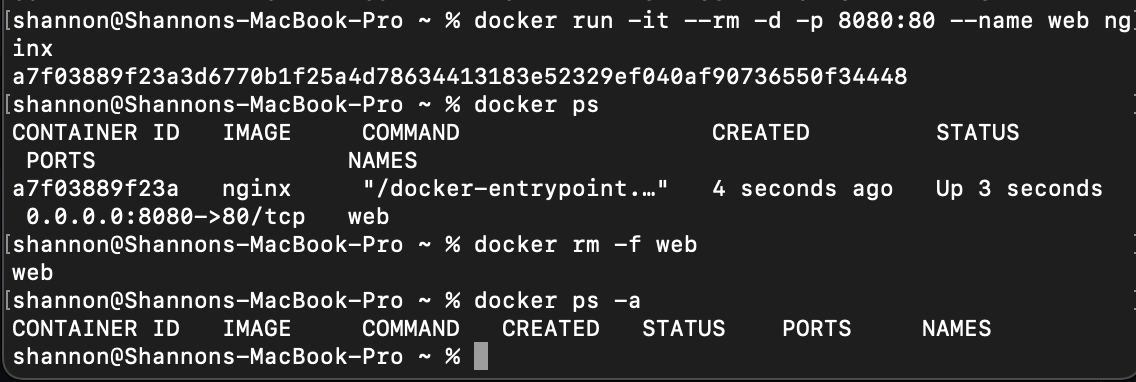 [shannon@Shannons-MacBook-Pro ~ % docker run -it --rm -d -p 8080:80 --name web ng
inx
a7f03889f23a3d6770b1f25a4d78634413183e52329ef040af90736550f34448
[shannon@Shannons-MacBook-Pro ~ % docker ps
CONTAINER ID   IMAGE     COMMAND                  CREATED         STATUS
 PORTS                  NAMES
a7f03889f23a   nginx     "/docker-entrypoint.…"   4 seconds ago   Up 3 seconds
 0.0.0.0:8080->80/tcp   web
[shannon@Shannons-MacBook-Pro ~ % docker rm -f web
web
[shannon@Shannons-MacBook-Pro ~ % docker ps -a
CONTAINER ID   IMAGE     COMMAND   CREATED   STATUS    PORTS     NAMES
shannon@Shannons-MacBook-Pro ~ %